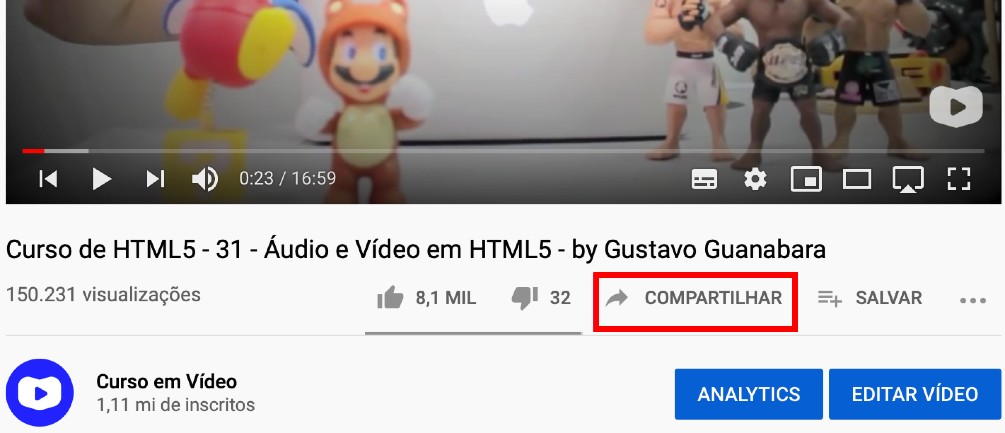 0:23 / 16:59
Curso de HTML5 - 31 - Áudio e Vídeo em HTML5 - by Gustavo Guanabara
150.231 visualizações 8,1 MIL 32 COMPARTILHAR SALVAR
Curso em Vídeo
1,11 mi de inscritos
ANALYTICS EDITAR VÍDEO